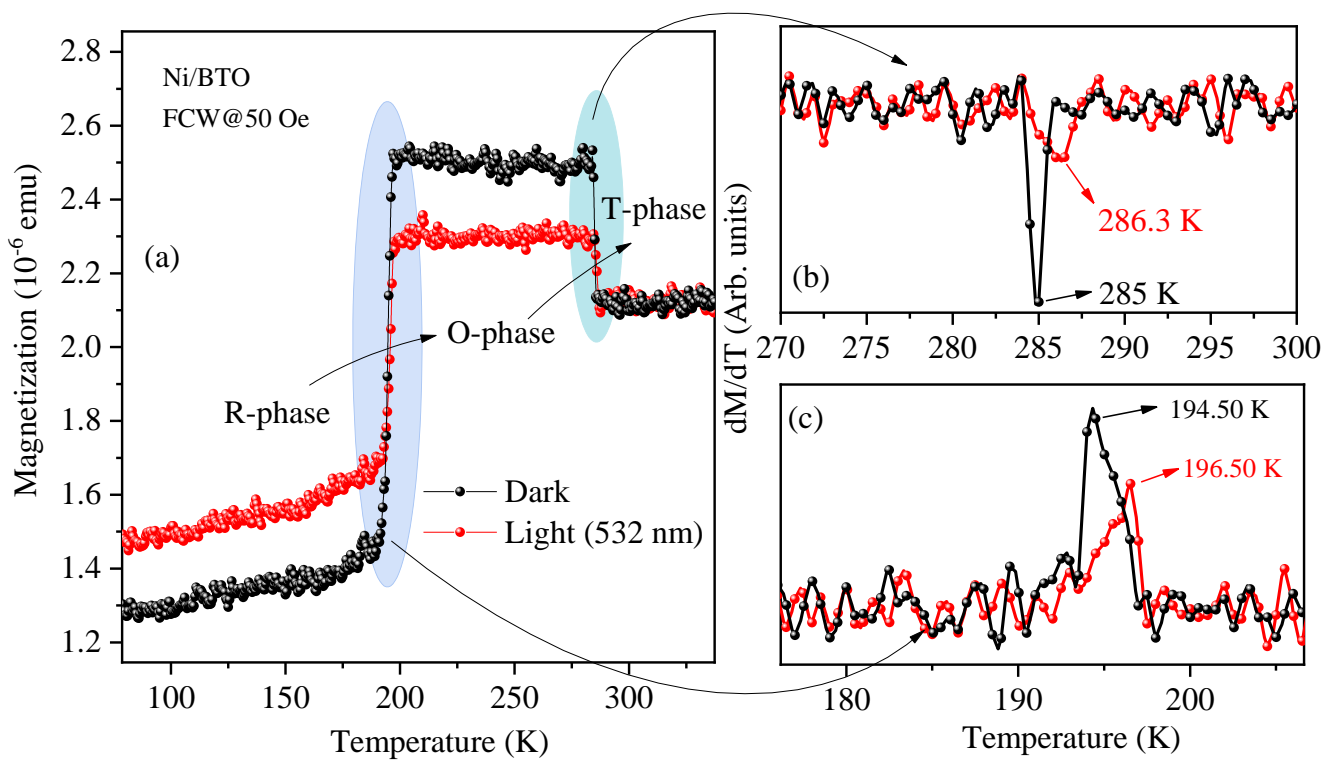 Ni/BTO
FCW@50 Oe
(a)
T-phase
O-phase
R-phase
Dark
Light (532 nm)
Magnetization (10⁻⁶ emu)
2.8
2.6
2.4
2.2
2.0
1.8
1.6
1.4
1.2
100 150 200 250 300
Temperature (K)
dM/dT (Arb. units)
286.3 K
(b)
285 K
270 275 280 285 290 295 300
(c)
194.50 K
196.50 K
180 190 200
Temperature (K)